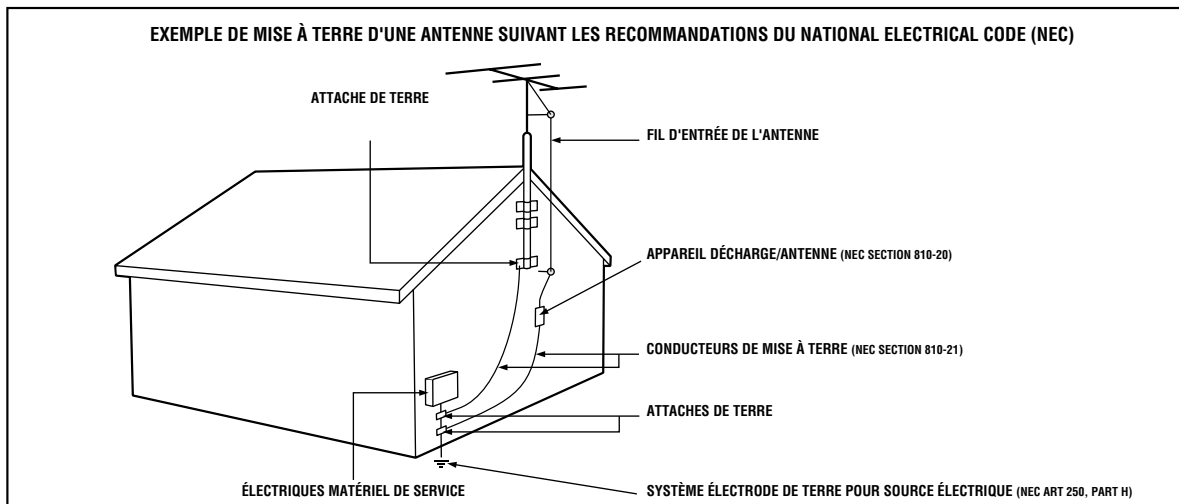 EXEMPLE DE MISE À TERRE D'UNE ANTENNE SUIVANT LES RECOMMANDATIONS DU NATIONAL ELECTRICAL CODE (NEC)
ATTACHE DE TERRE
FIL D'ENTRÉE DE L'ANTENNE
APPAREIL DÉCHARGE/ANTENNE (NEC SECTION 810-20)
CONDUCTEURS DE MISE À TERRE (NEC SECTION 810-21)
ATTACHES DE TERRE
ÉLECTRIQUES MATÉRIEL DE SERVICE
SYSTÈME ÉLECTRODE DE TERRE POUR SOURCE ÉLECTRIQUE (NEC ART 250, PART H)